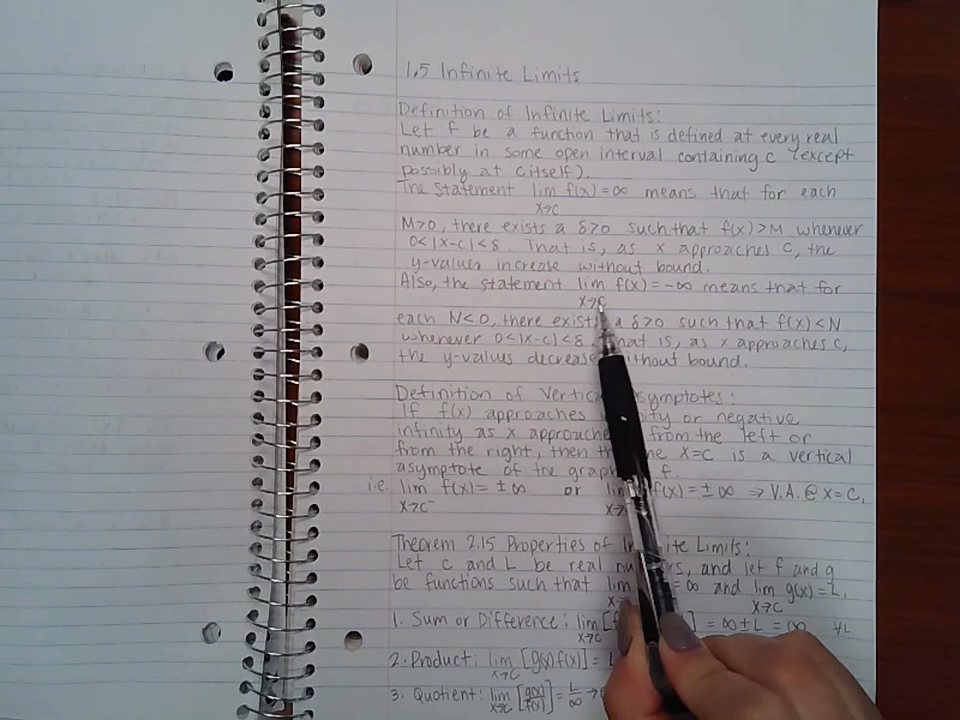 1.5 Infinite Limits
Definition of Infinite Limits:
Let f be a function that is defined at every real
number in some open interval containing c (except
possibly at c itself).
The statement lim f(x) = ∞ means that for each
x→c
M>0, there exists a δ>0 such that f(x)>M whenever
0<|x-c|<δ. That is, as x approaches c, the
y-values increase without bound.
Also, the statement lim f(x) = -∞ means that for
x→c
each N<0, there exists a δ>0 such that f(x)<N
whenever 0<|x-c|<δ. That is, as x approaches c,
the y-values decrease without bound.
Definition of Vertical Asymptotes:
If f(x) approaches infinity or negative
infinity as x approaches from the left or
from the right, then the line x=c is a vertical
asymptote of the graph f.
i.e. lim f(x) = ±∞ or lim f(x) = ±∞ ⇒ V.A. @ x=c.
x→c⁻ x→
Theorem 2.15 Properties of Infinite Limits:
Let c and L be real numbers, and let f and g
be functions such that lim = ∞ and lim g(x) = L.
x→ x→c
1. Sum or Difference: lim [ ] = ∞ ± L = ∞
x→c
2. Product: lim [g(x)f(x)] =
x→c
3. Quotient: lim [g(x)/f(x)] = L/∞ →
x→c